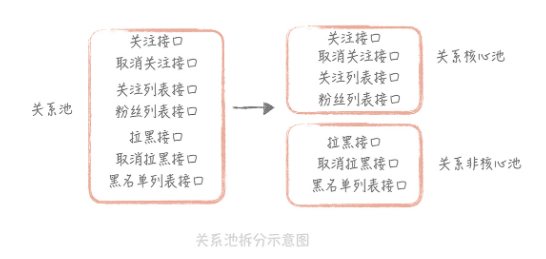 关系池
关注接口
取消关注接口
关注列表接口
粉丝列表接口
拉黑接口
取消拉黑接口
黑名单列表接口
关注接口
取消关注接口
关注列表接口
粉丝列表接口
关系核心池
拉黑接口
取消拉黑接口
黑名单列表接口
关系非核心池
关系池拆分示意图